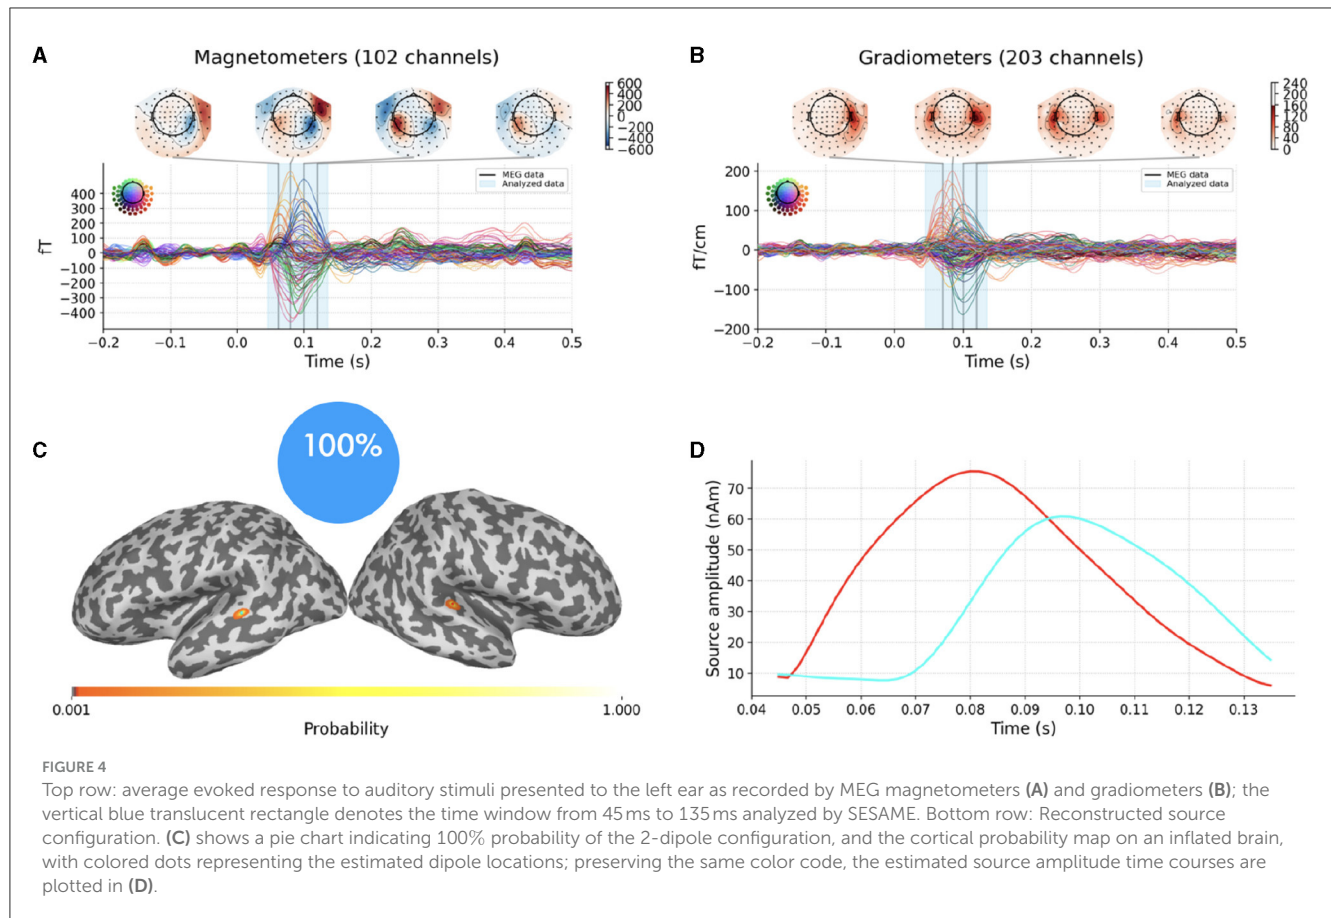 A
Magnetometers (102 channels)
600
400
200
0
−200
−400
−600
MEG data
Analyzed data
400
300
200
100
0
−100
−200
−300
−400
fT
−0.2 −0.1 0.0 0.1 0.2 0.3 0.4 0.5
Time (s)
B
Gradiometers (203 channels)
240
200
160
120
80
40
0
MEG data
Analyzed data
200
100
0
−100
−200
fT/cm
−0.2 −0.1 0.0 0.1 0.2 0.3 0.4 0.5
Time (s)
C
100%
0.001 1.000
Probability
D
70
60
50
40
30
20
10
Source amplitude (nAm)
0.04 0.05 0.06 0.07 0.08 0.09 0.10 0.11 0.12 0.13
Time (s)
FIGURE 4
Top row: average evoked response to auditory stimuli presented to the left ear as recorded by MEG magnetometers (A) and gradiometers (B); the
vertical blue translucent rectangle denotes the time window from 45 ms to 135 ms analyzed by SESAME. Bottom row: Reconstructed source
configuration. (C) shows a pie chart indicating 100% probability of the 2-dipole configuration, and the cortical probability map on an inflated brain,
with colored dots representing the estimated dipole locations; preserving the same color code, the estimated source amplitude time courses are
plotted in (D).